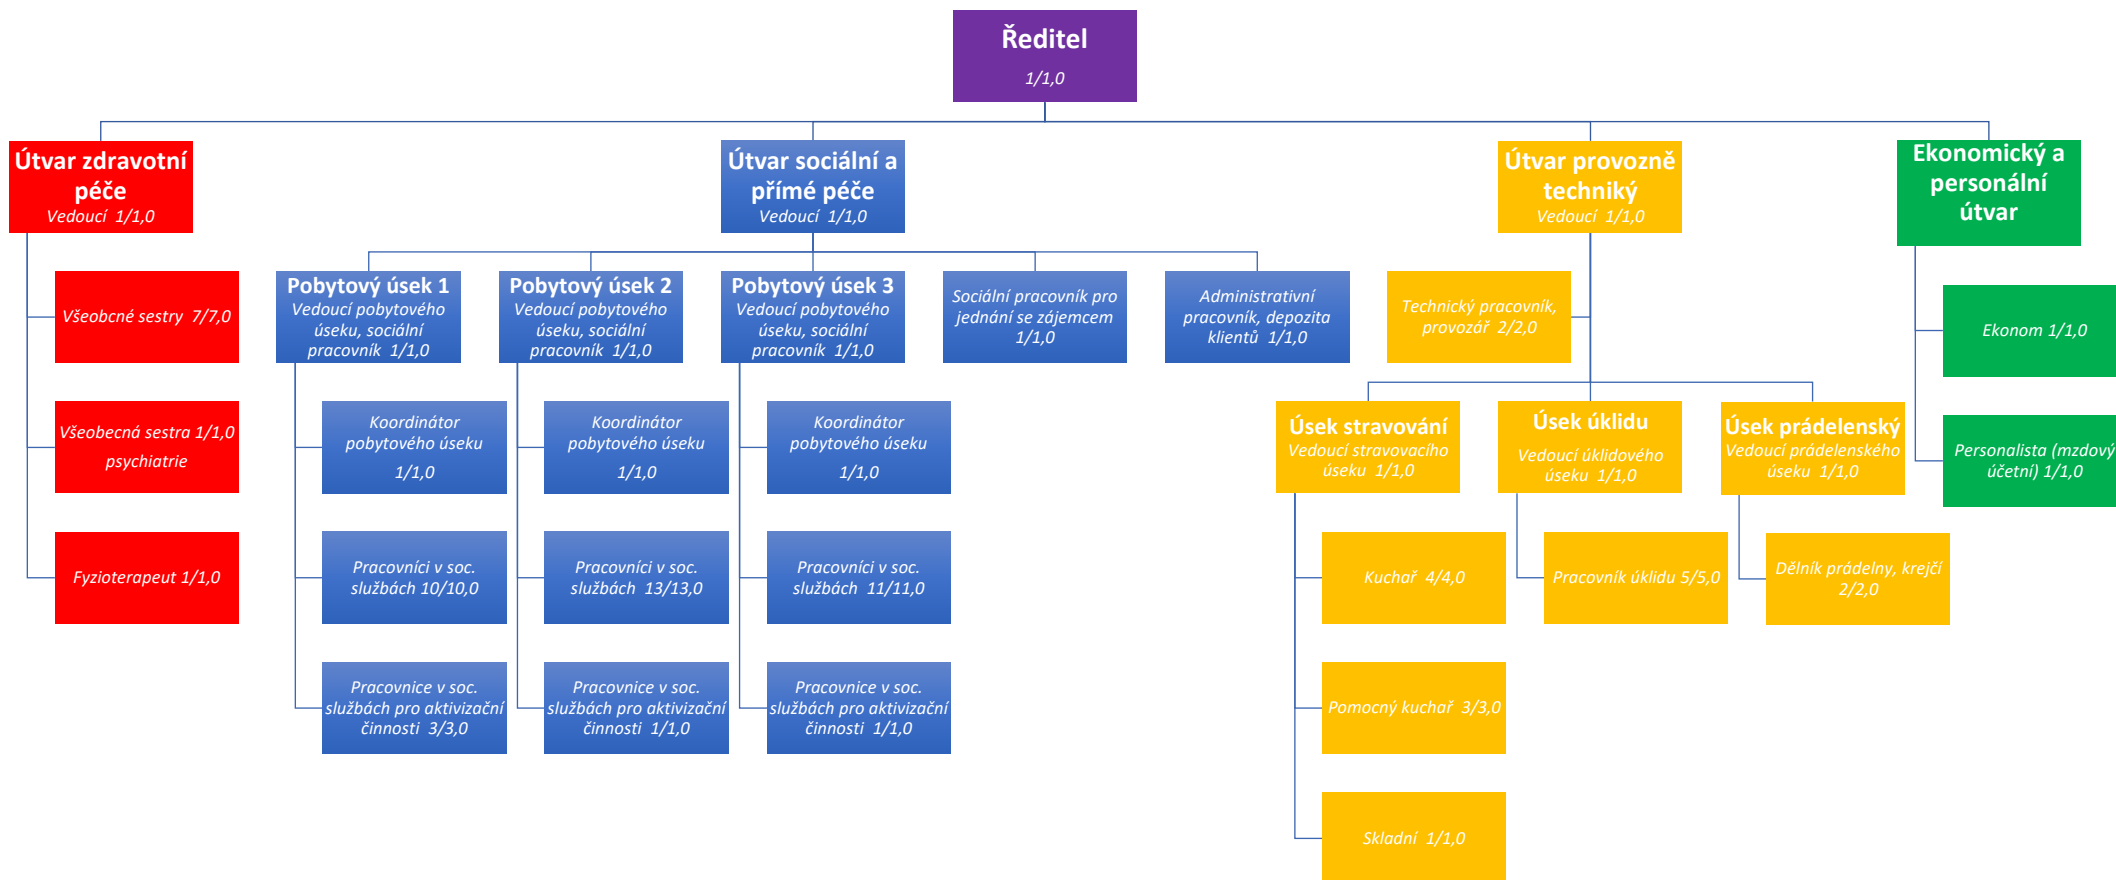 Ředitel
1/1,0
Útvar zdravotní
péče
Vedoucí 1/1,0
Útvar sociální a
přímé péče
Vedoucí 1/1,0
Útvar provozně
techniký
Vedoucí 1/1,0
Ekonomický a
personální
útvar
Všeobcné sestry 7/7,0
Všeobecná sestra 1/1,0
psychiatrie
Fyzioterapeut 1/1,0
Pobytový úsek 1
Vedoucí pobytového
úseku, sociální
pracovník 1/1,0
Koordinátor
pobytového úseku
1/1,0
Pracovníci v soc.
službách 10/10,0
Pracovnice v soc.
službách pro aktivizační
činnosti 3/3,0
Pobytový úsek 2
Vedoucí pobytového
úseku, sociální
pracovník 1/1,0
Koordinátor
pobytového úseku
1/1,0
Pracovníci v soc.
službách 13/13,0
Pracovnice v soc.
službách pro aktivizační
činnosti 1/1,0
Pobytový úsek 3
Vedoucí pobytového
úseku, sociální
pracovník 1/1,0
Koordinátor
pobytového úseku
1/1,0
Pracovníci v soc.
službách 11/11,0
Pracovnice v soc.
službách pro aktivizační
činnosti 1/1,0
Sociální pracovník pro
jednání se zájemcem
1/1,0
Administrativní
pracovník, depozita
klientů 1/1,0
Technický pracovník,
provozář 2/2,0
Úsek stravování
Vedoucí stravovacího
úseku 1/1,0
Kuchař 4/4,0
Pomocný kuchař 3/3,0
Skladní 1/1,0
Úsek úklidu
Vedoucí úklidového
úseku 1/1,0
Pracovník úklidu 5/5,0
Úsek prádelenský
Vedoucí prádelenského
úseku 1/1,0
Dělník prádelny, krejčí
2/2,0
Ekonom 1/1,0
Personalista (mzdový
účetní) 1/1,0